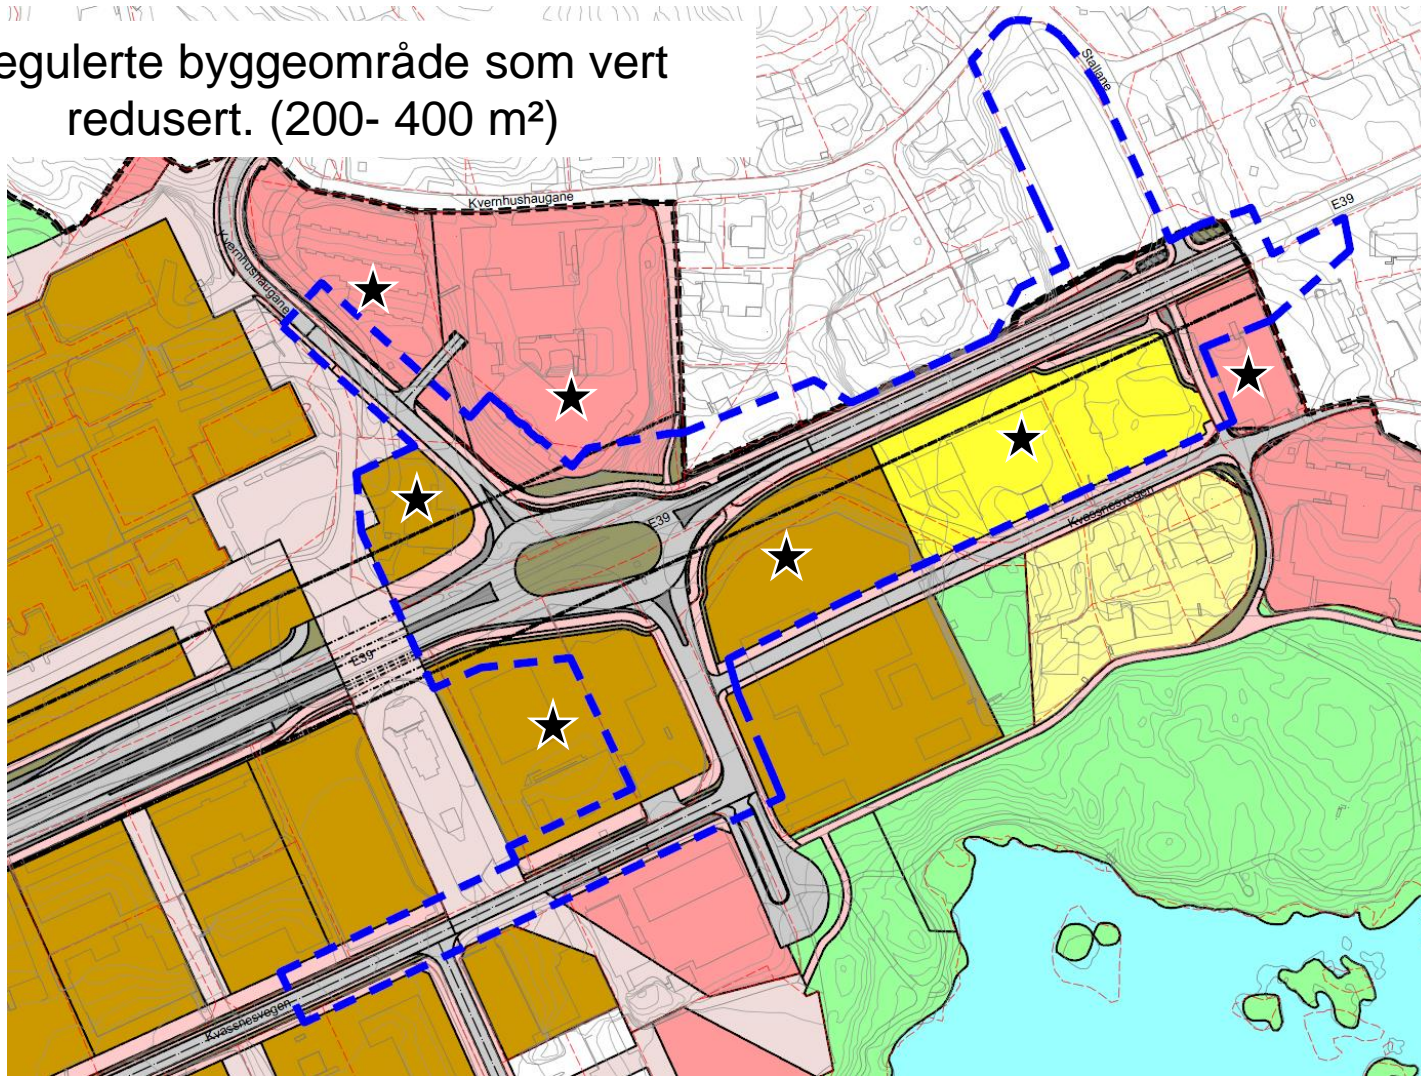 egulerte byggeområde som vert
redusert. (200- 400 m²)
Stallane
Kvernhushaugane
E39
Kvernhushaugane
E39
Kvassnesvegen
E39
Kvassnesvegen